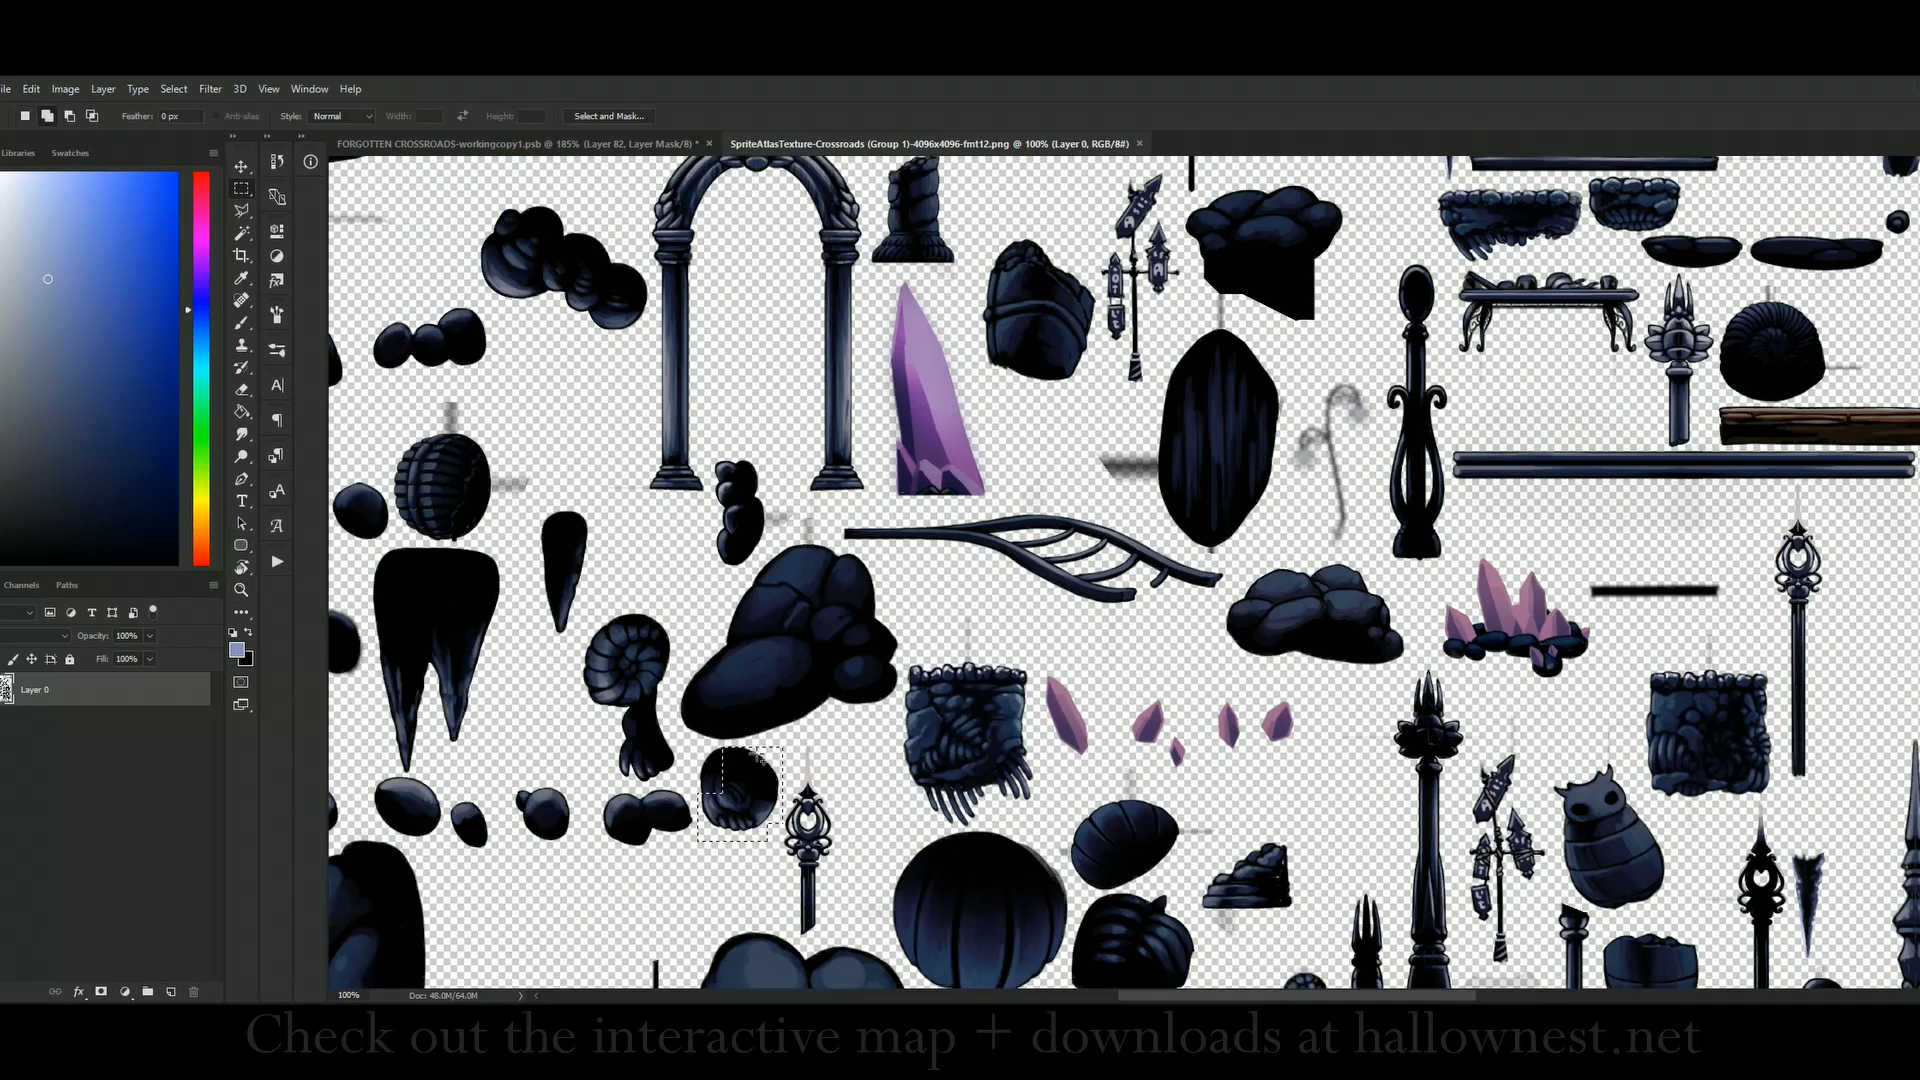 ile Edit Image Layer Type Select Filter 3D View Window Help
Feather: 0 px Anti-alias Style: Normal Width: Height: Select and Mask...
Libraries Swatches
FORGOTTEN CROSSROADS-workingcopy1.psb @ 185% (Layer 82, Layer Mask/8) *
SpriteAtlasTexture-Crossroads (Group 1)-4096x4096-fmt12.png @ 100% (Layer 0, RGB/8#)
Channels Paths
Opacity: 100%
Fill: 100%
Layer 0
100% Doc: 48.0M/64.0M
Check out the interactive map + downloads at hallownest.net